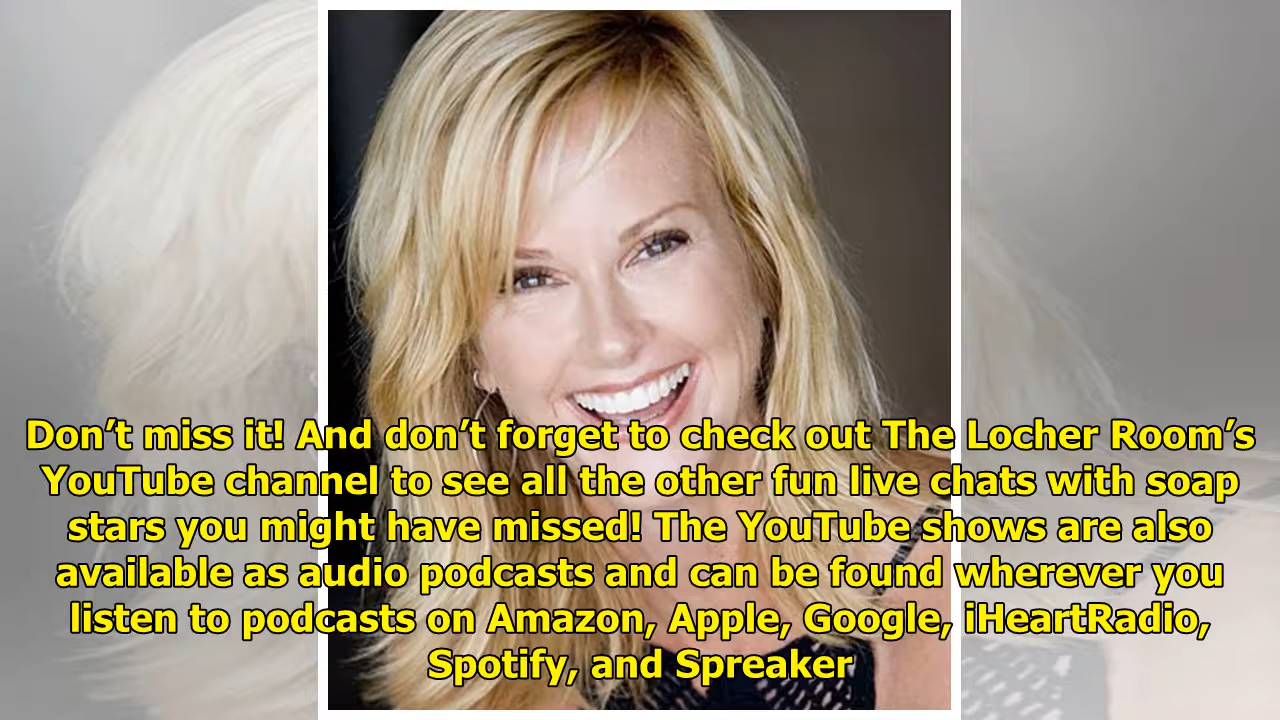 Don’t miss it! And don’t forget to check out The Locher Room’s
YouTube channel to see all the other fun live chats with soap
stars you might have missed! The YouTube shows are also
available as audio podcasts and can be found wherever you
listen to podcasts on Amazon, Apple, Google, iHeartRadio,
Spotify, and Spreaker